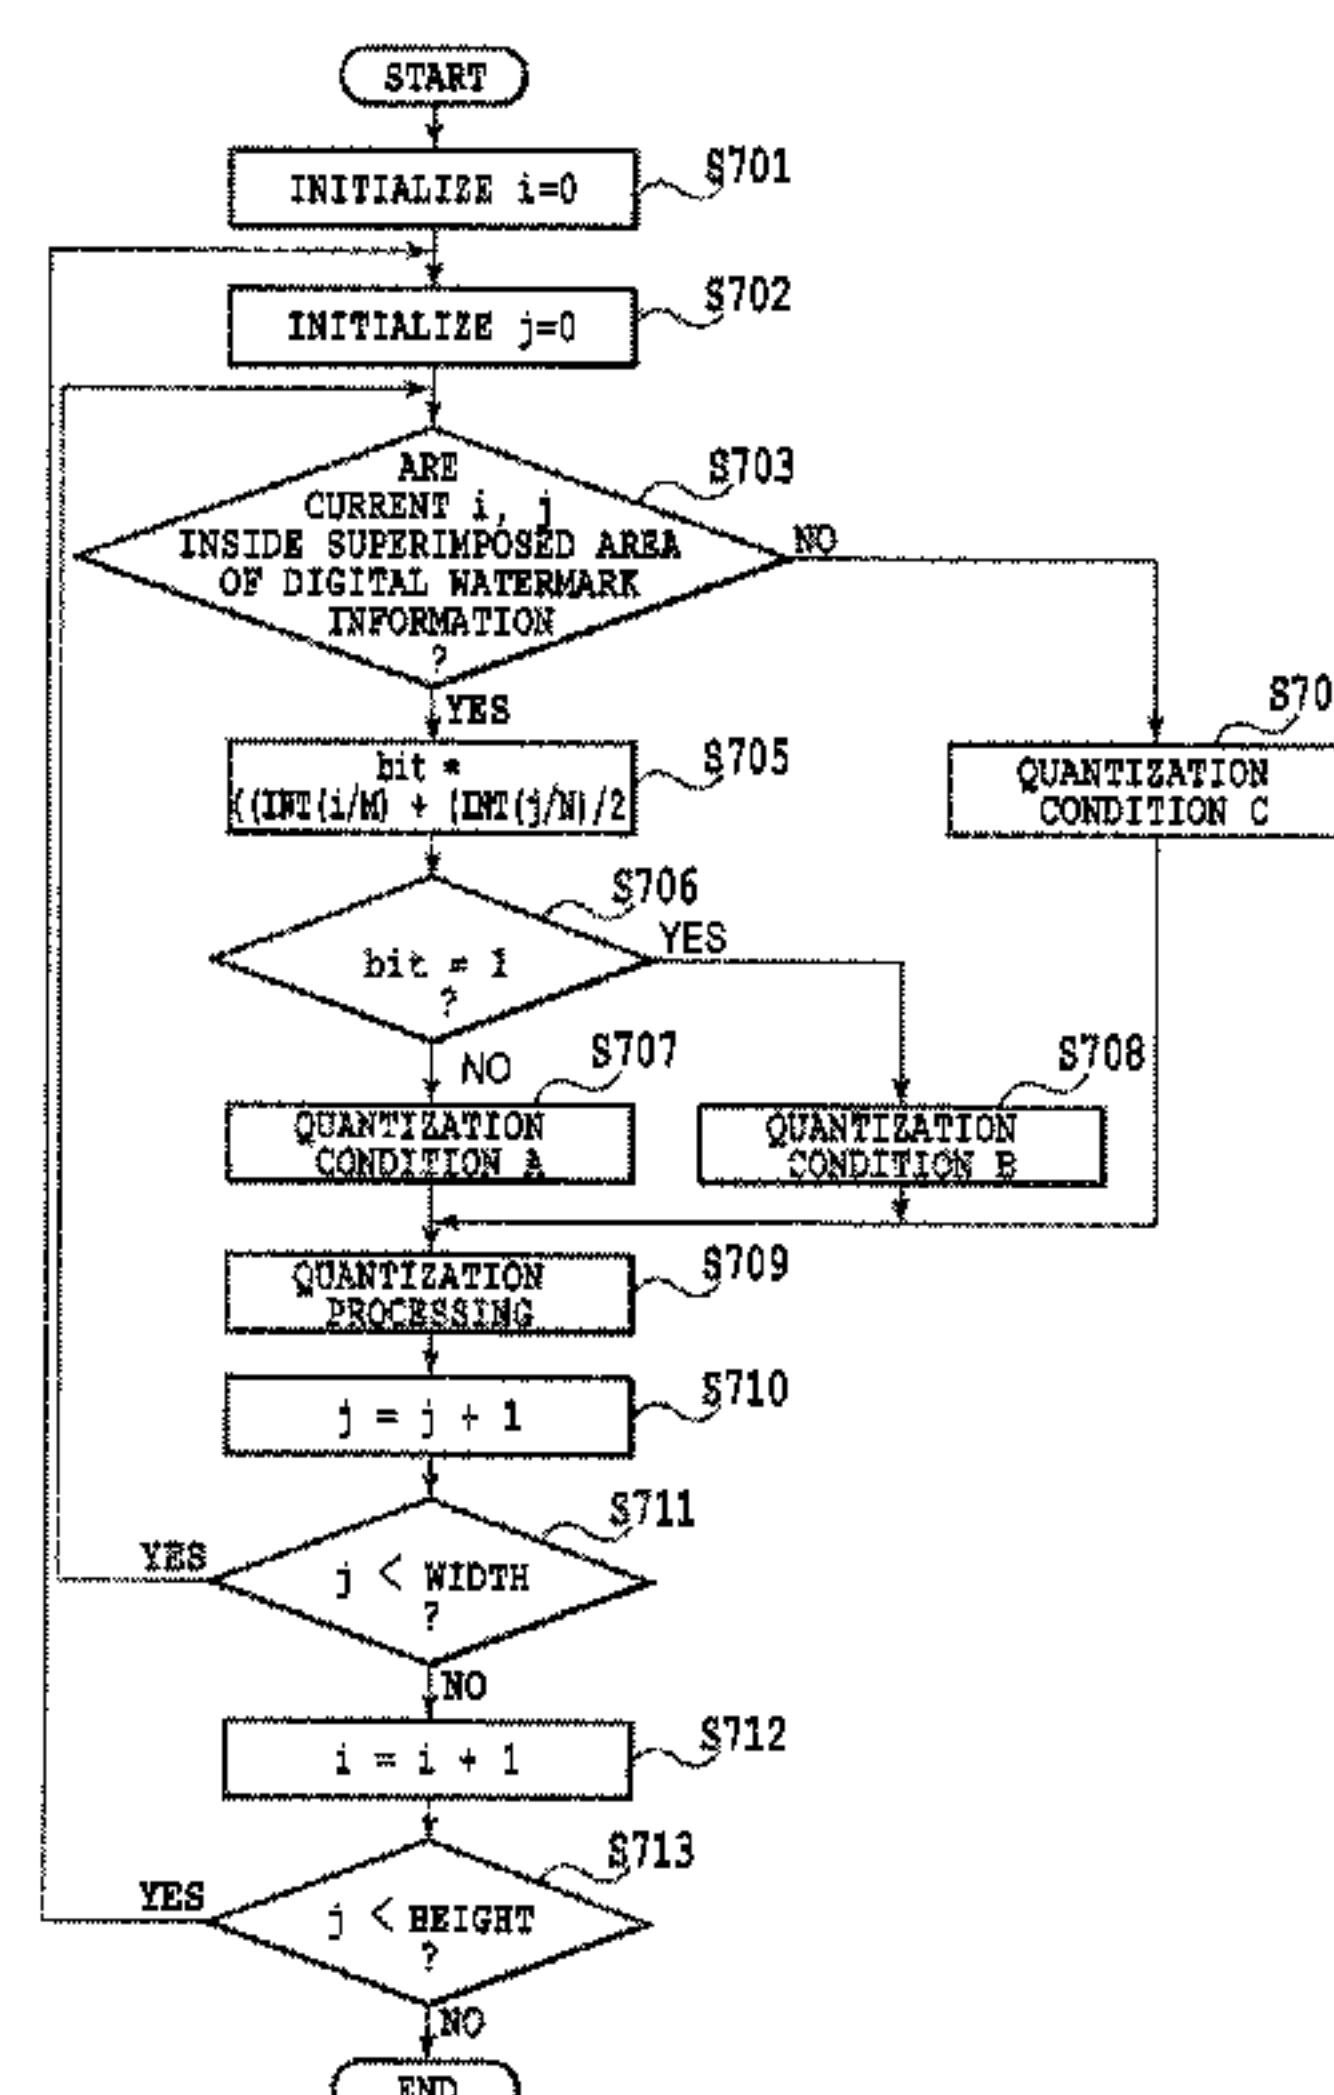 START
INITIALIZE i=0
S701
INITIALIZE j=0
S702
ARE
CURRENT i, j
INSIDE SUPERIMPOSED AREA
OF DIGITAL WATERMARK
INFORMATION
?
S703
NO
YES
S70
QUANTIZATION
CONDITION C
bit =
((INT(i/M) + (INT(j/N)/2
S705
bit = 1
?
S706
YES
NO
S707
QUANTIZATION
CONDITION A
S708
QUANTIZATION
CONDITION B
QUANTIZATION
PROCESSING
S709
j = j + 1
S710
j < WIDTH
?
S711
YES
NO
i = i + 1
S712
j < HEIGHT
?
S713
YES
NO
END